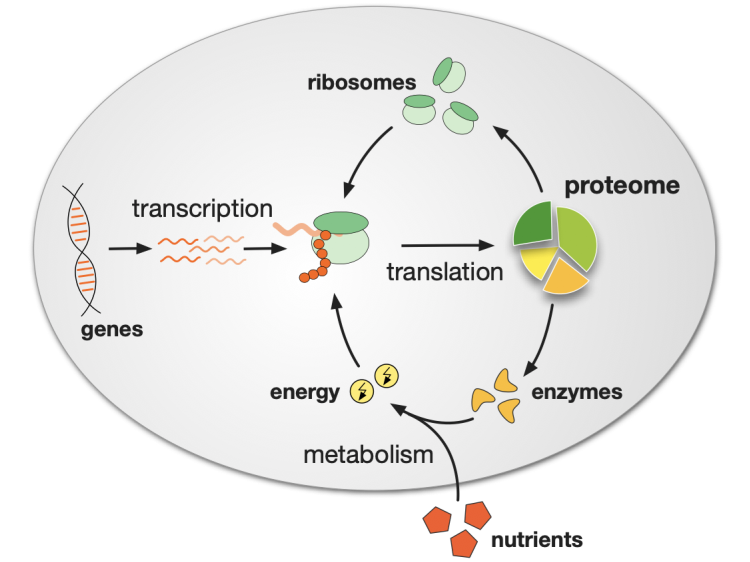 ribosomes
proteome
transcription
translation
genes
energy
enzymes
metabolism
nutrients